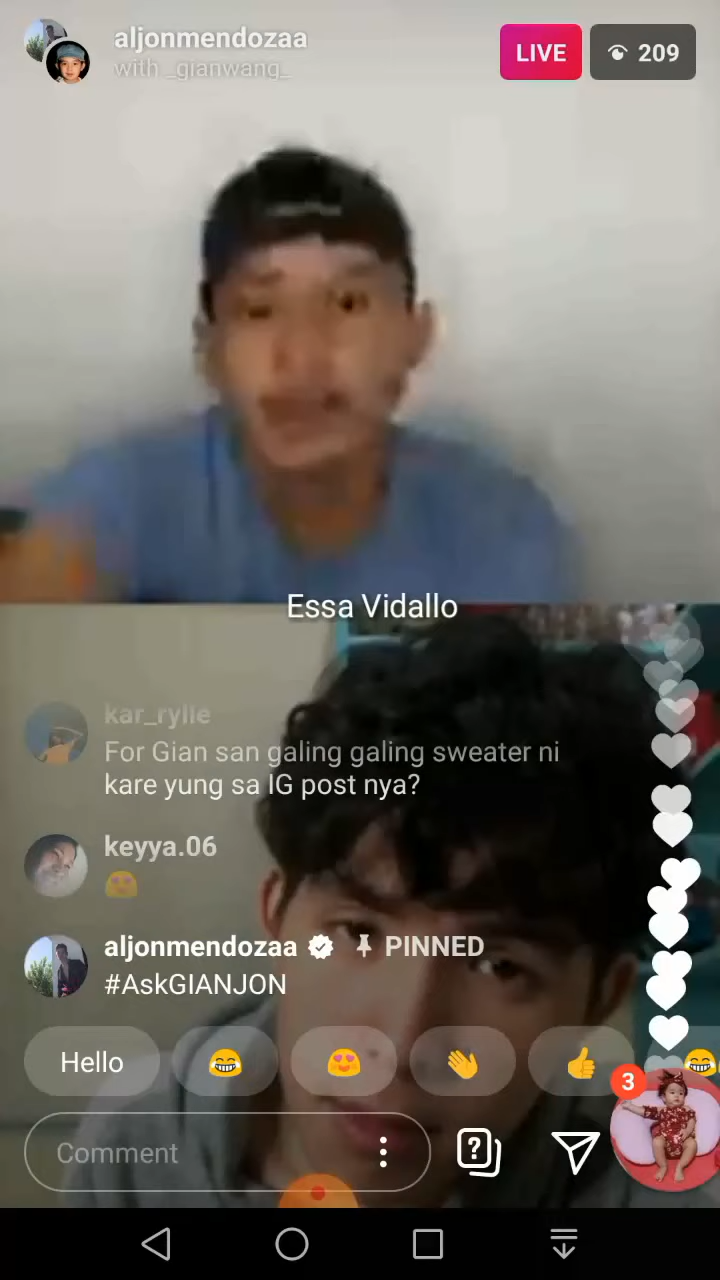 aljonmendozaa
with _gianwang_
LIVE
209
Essa Vidallo
kar_rylle
For Gian san galing galing sweater ni
kare yung sa IG post nya?
keyya.06
😍
aljonmendozaa PINNED
#AskGIANJON
Hello 😂 😍 👏 👍 😂
3
Comment